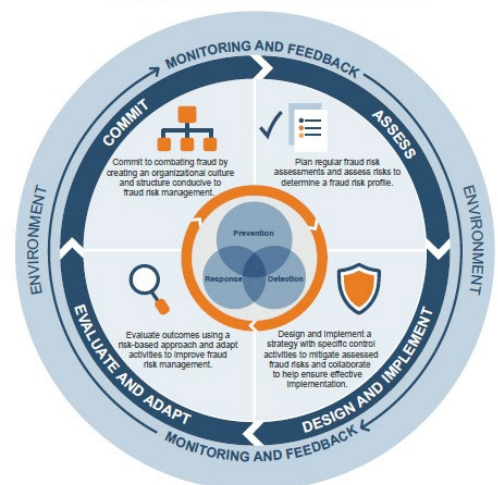 MONITORING AND FEEDBACK
COMMIT
ASSESS
Commit to combating fraud by
creating an organizational culture
and structure conducive to
fraud risk management.
Plan regular fraud risk
assessments and assess risks to
determine a fraud risk profile.
ENVIRONMENT
ENVIRONMENT
Prevention
Response
Detection
Evaluate outcomes using a
risk-based approach and adapt
activities to improve fraud
risk management.
Design and implement a
strategy with specific control
activities to mitigate assessed
fraud risks and collaborate
to help ensure effective
implementation.
EVALUATE AND ADAPT
DESIGN AND IMPLEMENT
MONITORING AND FEEDBACK